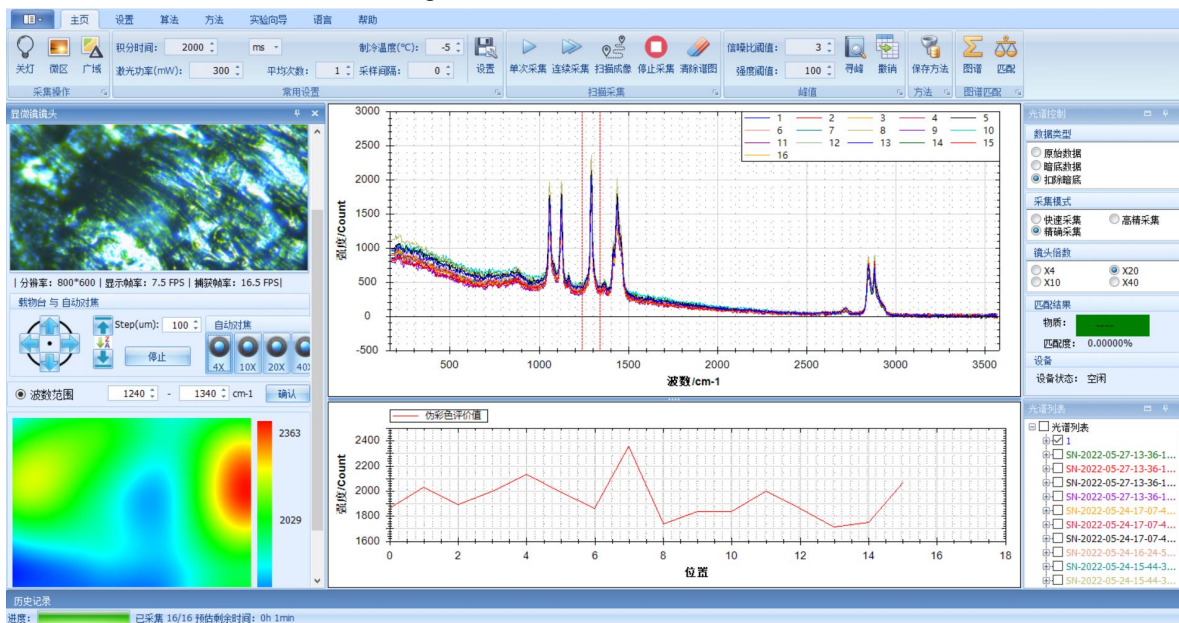 主页 设置 算法 方法 实验向导 语言 帮助
积分时间: 2000 ms 制冷温度(℃): -5
激光功率(mW): 300 平均次数: 1 采样间隔: 0
关灯 微区 广域 设置 单次采集 连续采集 扫描成像 停止采集 清除谱图
信噪比阈值: 3
强度阈值: 100 寻峰 撤销 保存方法 图谱 匹配
采集操作 常用设置 扫描采集 峰值 方法 图谱匹配
显微镜镜头
| 分辨率: 800*600 | 显示帧率: 7.5 FPS | 捕获帧率: 16.5 FPS|
载物台 与 自动对焦
Step(um): 100 自动对焦
停止
4X 10X 20X 40X
波数范围 1240 - 1340 cm-1 确认
2363
2029
3000
2500
2000
1500
1000
500
0
-500
强度/Count
500 1000 1500 2000 2500 3000 3500
波数/cm-1
1 2 3 4 5
6 7 8 9 10
11 12 13 14 15
16
伪彩色评价值
2400
2200
2000
1800
1600
强度/Count
0 2 4 6 8 10 12 14 16 18
位置
光谱控制
数据类型
原始数据
暗底数据
扣除暗底
采集模式
快速采集 高精采集
精确采集
镜头倍数
X4 X20
X10 X40
匹配结果
物质: ----
匹配度: 0.00000%
设备
设备状态: 空闲
光谱列表
光谱列表
1
SN-2022-05-27-13-36-1...
SN-2022-05-27-13-36-1...
SN-2022-05-27-13-36-1...
SN-2022-05-27-13-36-1...
SN-2022-05-24-17-07-4...
SN-2022-05-24-17-07-4...
SN-2022-05-24-17-07-4...
SN-2022-05-24-16-24-5...
SN-2022-05-24-15-44-3...
SN-2022-05-24-15-44-3...
历史记录
进度: 已采集 16/16 预估剩余时间: 0h 1min